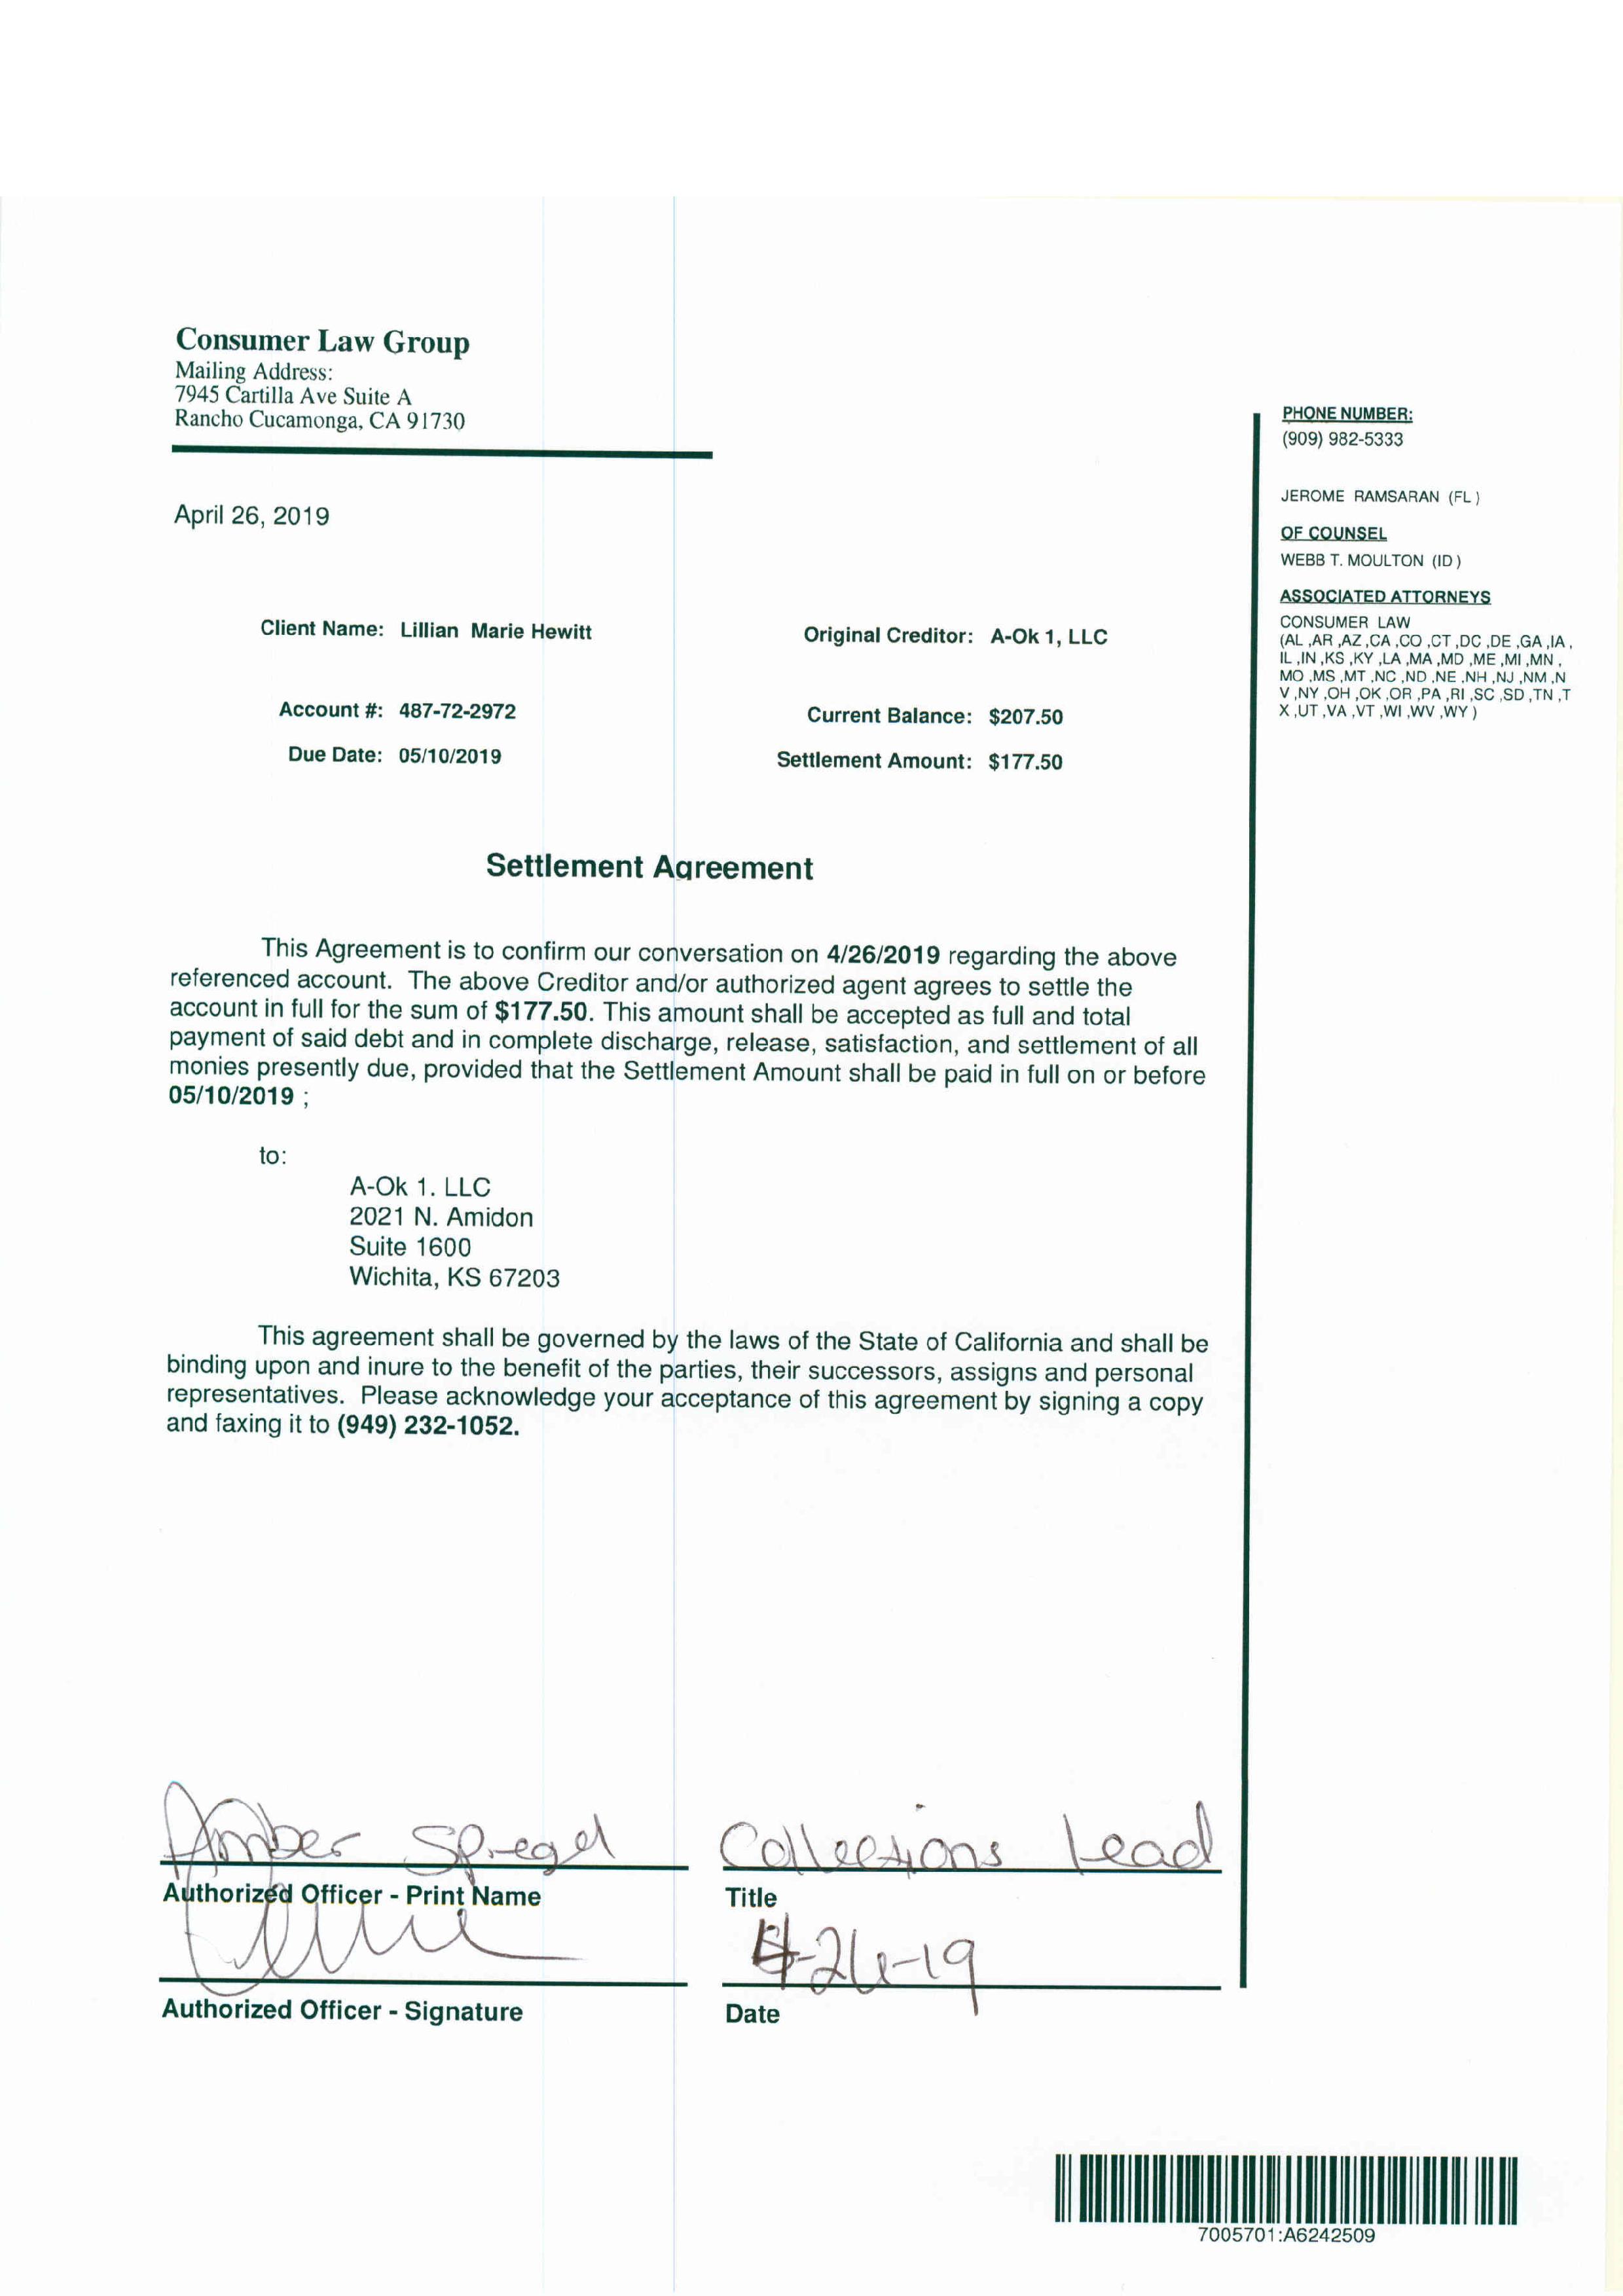 Consumer Law Group
Mailing Address:
7945 Cartilla Ave Suite A
Rancho Cucamonga, CA 91730
PHONE NUMBER:
(909) 982-5333
JEROME RAMSARAN (FL)
OF COUNSEL
WEBB T. MOULTON (ID)
ASSOCIATED ATTORNEYS
CONSUMER LAW
(AL ,AR ,AZ ,CA ,CO ,CT ,DC ,DE ,GA ,IA ,
IL ,IN ,KS ,KY ,LA ,MA ,MD ,ME ,MI ,MN ,
MO ,MS ,MT ,NC ,ND ,NE ,NH ,NJ ,NM ,N
V ,NY ,OH ,OK ,OR ,PA ,RI ,SC ,SD ,TN ,T
X ,UT ,VA ,VT ,WI ,WV ,WY )
April 26, 2019
Client Name: Lillian Marie Hewitt
Original Creditor: A-Ok 1, LLC
Account #: 487-72-2972
Current Balance: $207.50
Due Date: 05/10/2019
Settlement Amount: $177.50
Settlement Agreement
This Agreement is to confirm our conversation on 4/26/2019 regarding the above
referenced account. The above Creditor and/or authorized agent agrees to settle the
account in full for the sum of $177.50. This amount shall be accepted as full and total
payment of said debt and in complete discharge, release, satisfaction, and settlement of all
monies presently due, provided that the Settlement Amount shall be paid in full on or before
05/10/2019 ;
to:
A-Ok 1. LLC
2021 N. Amidon
Suite 1600
Wichita, KS 67203
This agreement shall be governed by the laws of the State of California and shall be
binding upon and inure to the benefit of the parties, their successors, assigns and personal
representatives. Please acknowledge your acceptance of this agreement by signing a copy
and faxing it to (949) 232-1052.
Amber Spiegel Collections Lead
Authorized Officer - Print Name Title
4-26-19
Authorized Officer - Signature Date
7005701:A6242509